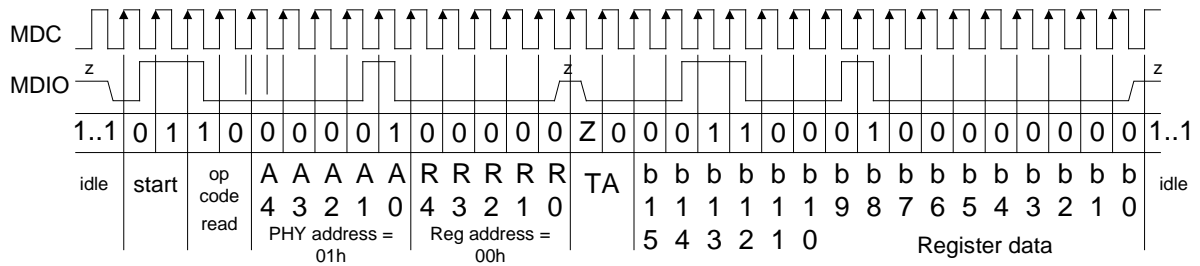 MDC
z z z
MDIO
1..1 0 1 1 0 0 0 0 0 1 0 0 0 0 0 Z 0 0 0 1 1 0 0 0 1 0 0 0 0 0 0 0 0 1..1
idle start op code read A A A A A R R R R R TA b b b b b b b b b b b b b b b b idle
4 3 2 1 0 4 3 2 1 0 1 1 1 1 1 1 9 8 7 6 5 4 3 2 1 0
5 4 3 2 1 0
PHY address =
01h
Reg address =
00h
Register data